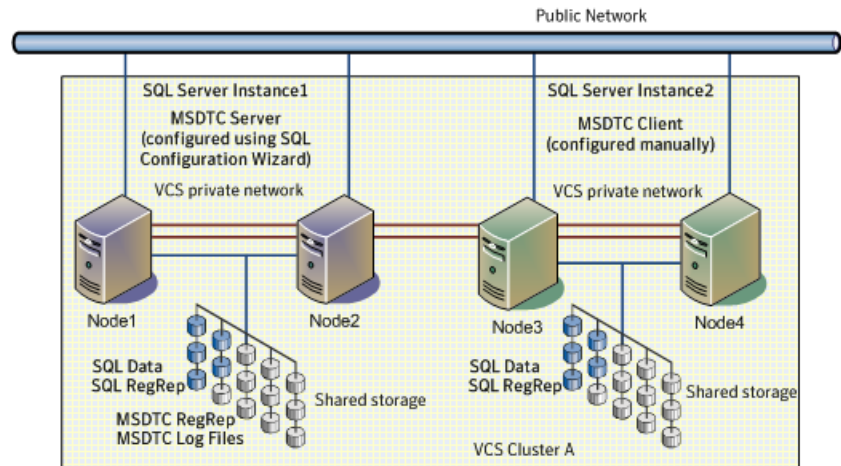 Public Network
SQL Server Instance1
SQL Server Instance2
MSDTC Server
(configured using SQL
Configuration Wizard)
MSDTC Client
(configured manually)
VCS private network
VCS private network
Node1
Node2
Node3
Node4
SQL Data
SQL RegRep
MSDTC RegRep
MSDTC Log Files
Shared storage
SQL Data
SQL RegRep
Shared storage
VCS Cluster A